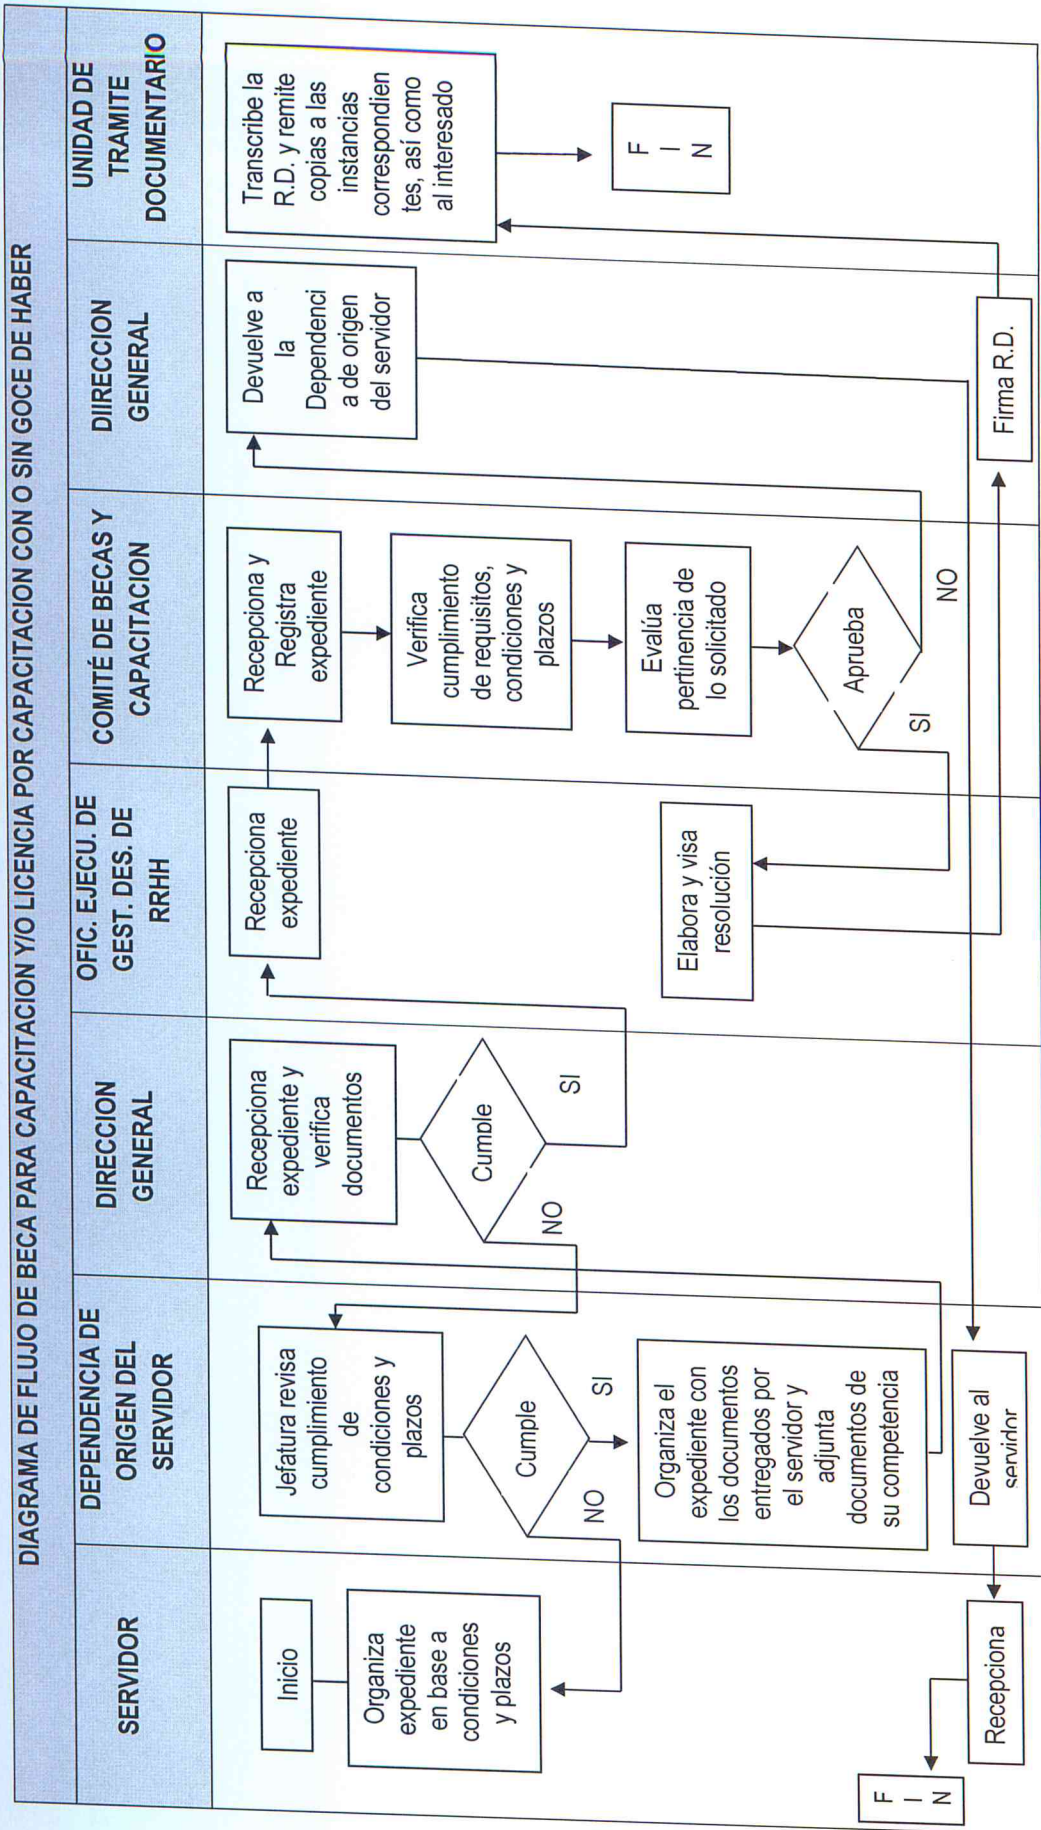 DIAGRAMA DE FLUJO DE BECA PARA CAPACITACION Y/O LICENCIA POR CAPACITACION CON O SIN GOCE DE HABER
SERVIDOR
DEPENDENCIA DE
ORIGEN DEL
SERVIDOR
DIRECCION
GENERAL
OFIC. EJECU. DE
GEST. DES. DE
RRHH
COMITÉ DE BECAS Y
CAPACITACION
DIIRECCION
GENERAL
UNIDAD DE
TRAMITE
DOCUMENTARIO
Inicio
Organiza
expediente
en base a
condiciones
y plazos
Recepciona
F
I
N
Jefatura revisa
cumplimiento
de
condiciones y
plazos
Cumple
NO
SI
Organiza el
expediente con
los documentos
entregados por
el servidor y
adjunta
documentos de
su competencia
Devuelve al
servidor
Recepciona
expediente y
verifica
documentos
Cumple
NO
SI
Recepciona
expediente
Elabora y visa
resolución
Recepciona y
Registra
expediente
Verifica
cumplimiento
de requisitos,
condiciones y
plazos
Evalúa
pertinencia de
lo solicitado
Aprueba
SI
NO
Devuelve a
la
Dependenci
a de origen
del servidor
Firma R.D.
Transcribe la
R.D. y remite
copias a las
instancias
correspondien
tes, así como
al interesado
F
I
N